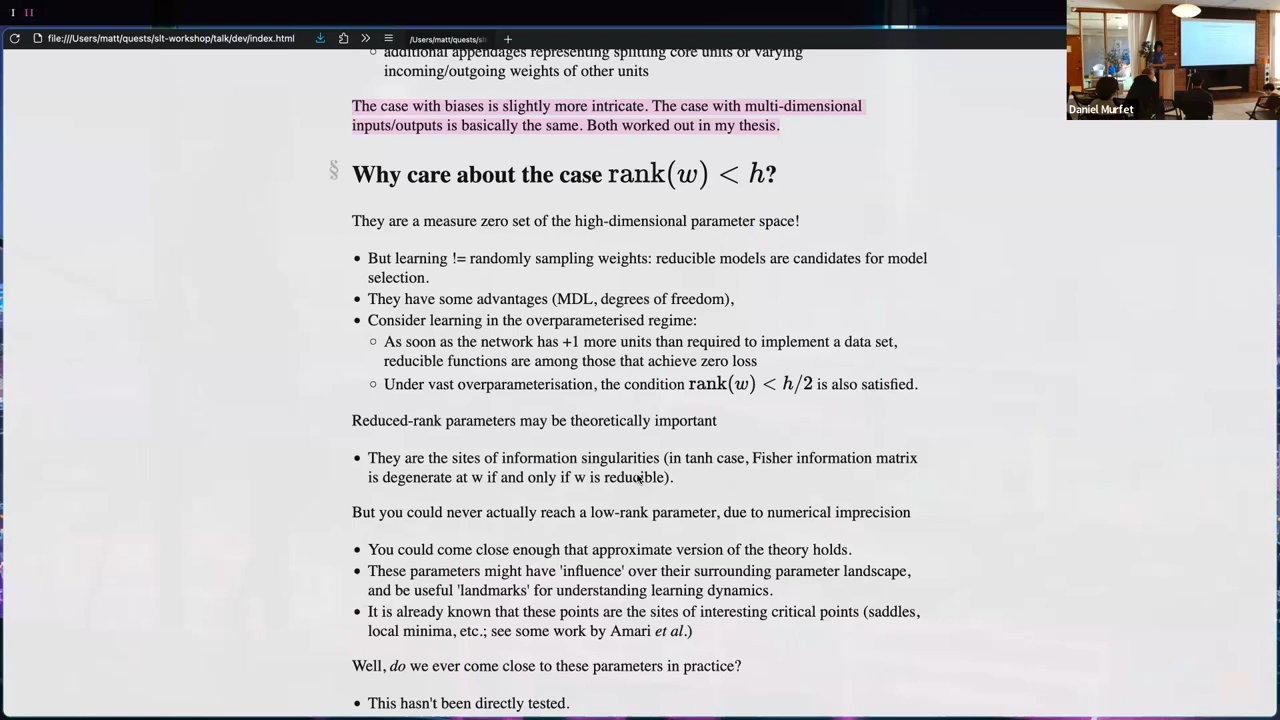 I II
file:///Users/matt/quests/slt-workshop/talk/dev/index.html
/Users/matt/quests/sl
additional appendages representing splitting core units or varying
incoming/outgoing weights of other units
Daniel Murfet
The case with biases is slightly more intricate. The case with multi-dimensional
inputs/outputs is basically the same. Both worked out in my thesis.
§ Why care about the case rank(w) < h?
They are a measure zero set of the high-dimensional parameter space!
• But learning != randomly sampling weights: reducible models are candidates for model
selection.
• They have some advantages (MDL, degrees of freedom),
• Consider learning in the overparameterised regime:
◦ As soon as the network has +1 more units than required to implement a data set,
reducible functions are among those that achieve zero loss
◦ Under vast overparameterisation, the condition rank(w) < h/2 is also satisfied.
Reduced-rank parameters may be theoretically important
• They are the sites of information singularities (in tanh case, Fisher information matrix
is degenerate at w if and only if w is reducible).
But you could never actually reach a low-rank parameter, due to numerical imprecision
• You could come close enough that approximate version of the theory holds.
• These parameters might have 'influence' over their surrounding parameter landscape,
and be useful 'landmarks' for understanding learning dynamics.
• It is already known that these points are the sites of interesting critical points (saddles,
local minima, etc.; see some work by Amari et al.)
Well, do we ever come close to these parameters in practice?
• This hasn't been directly tested.